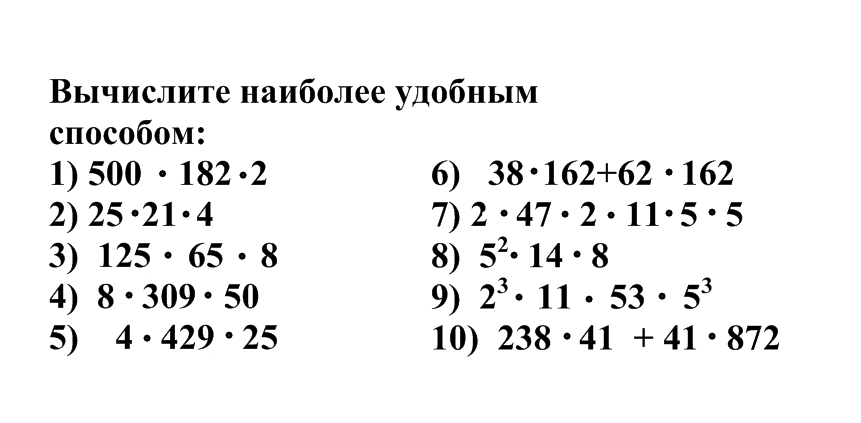 Вычислите наиболее удобным
способом:
1) 500 · 182 · 2
2) 25 · 21 · 4
3) 125 · 65 · 8
4) 8 · 309 · 50
5) 4 · 429 · 25
6) 38 · 162+62 · 162
7) 2 · 47 · 2 · 11 · 5 · 5
8) 5² · 14 · 8
9) 2³ · 11 · 53 · 5³
10) 238 · 41 + 41 · 872